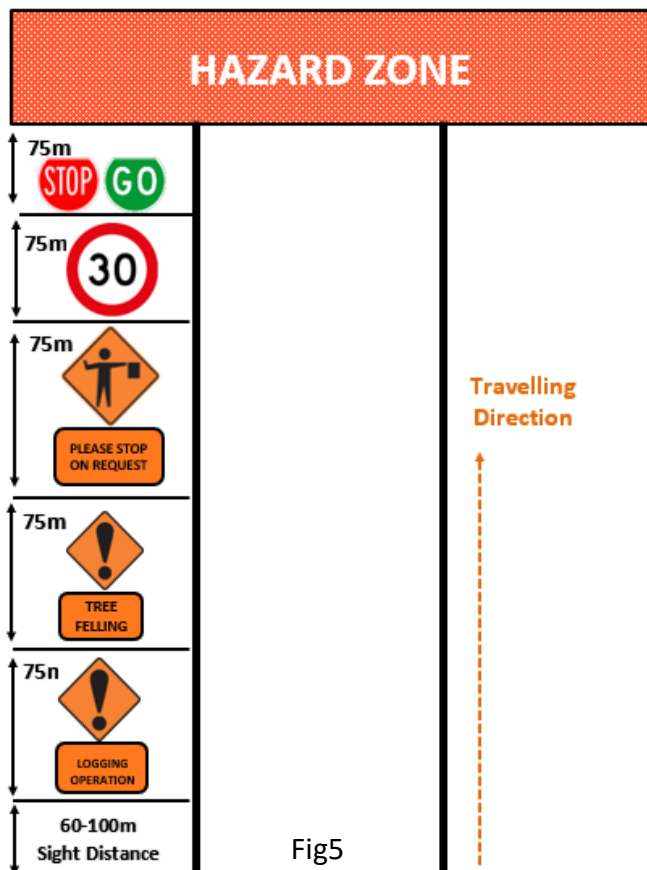 HAZARD ZONE
75m
STOP GO
75m
30
75m
PLEASE STOP
ON REQUEST
Travelling
Direction
75m
TREE
FELLING
75n
LOGGING
OPERATION
60-100m
Sight Distance
Fig5